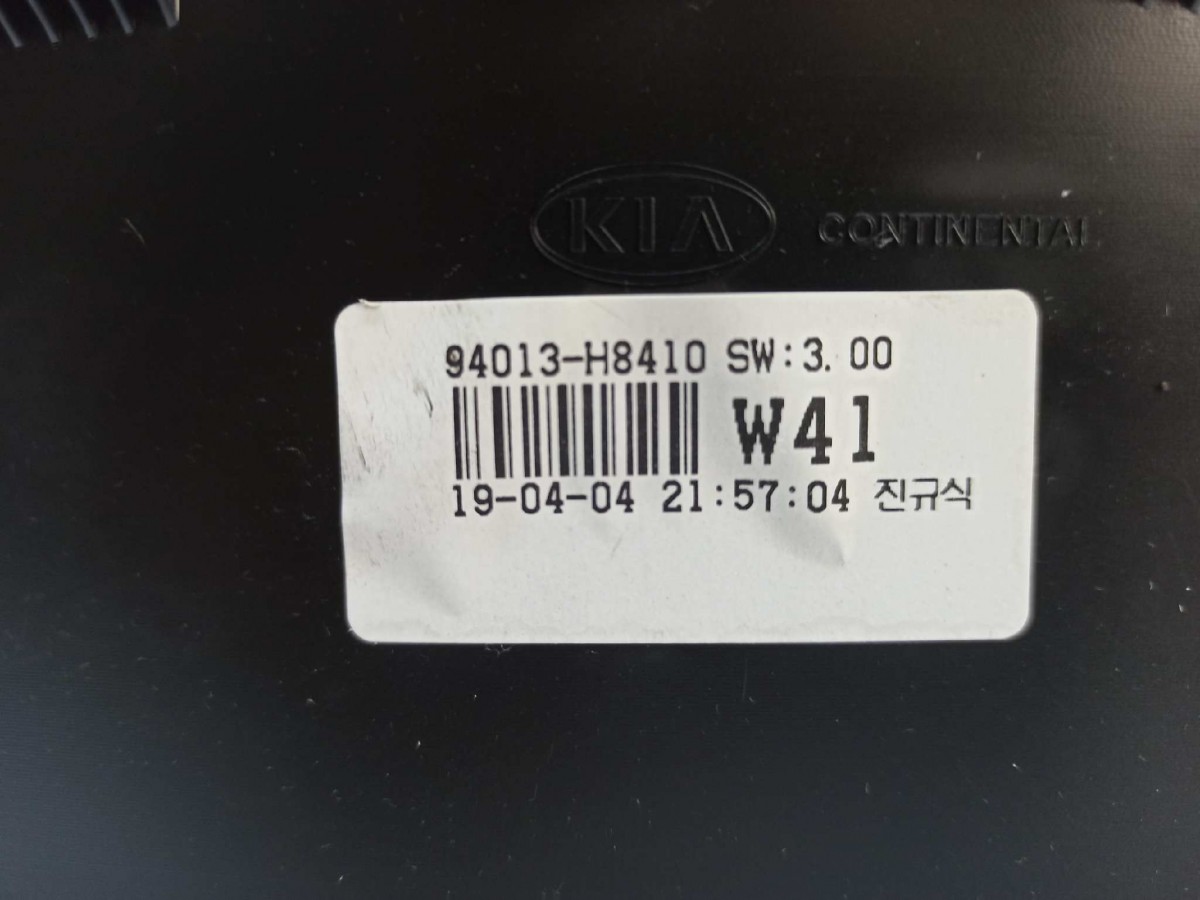 KIA CONTINENTAL
94013-H8410 SW:3.00
W41
19-04-04 21:57:04 진규식